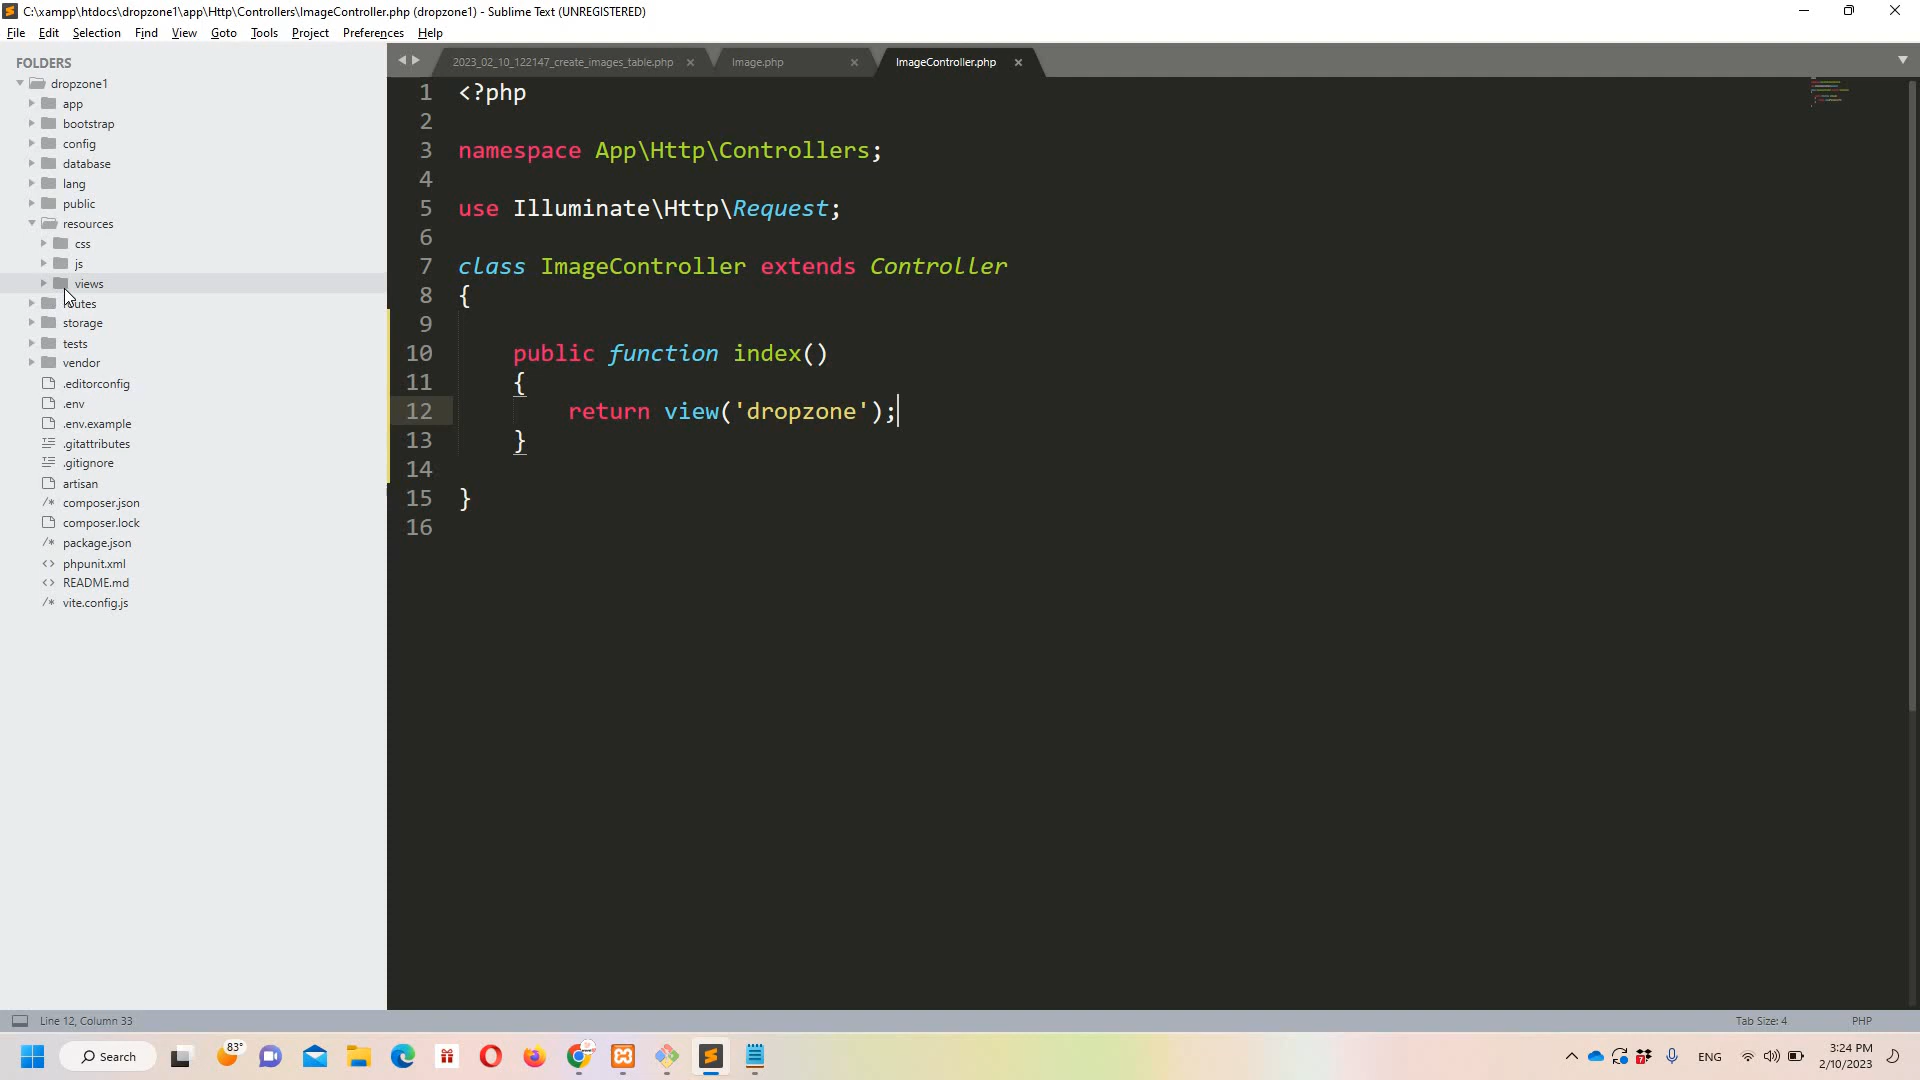 C:\xampp\htdocs\dropzone1\app\Http\Controllers\ImageController.php (dropzone1) - Sublime Text (UNREGISTERED)
File Edit Selection Find View Goto Tools Project Preferences Help
FOLDERS
dropzone1
app
bootstrap
config
database
lang
public
resources
css
js
views
storage
tests
vendor
.editorconfig
.env
.env.example
.gitattributes
.gitignore
artisan
composer.json
composer.lock
package.json
phpunit.xml
README.md
vite.config.js
2023_02_10_122147_create_images_table.php Image.php ImageController.php
1 <?php
2
3 namespace App\Http\Controllers;
4
5 use Illuminate\Http\Request;
6
7 class ImageController extends Controller
8 {
9
10 public function index()
11 {
12 return view('dropzone');
13 }
14
15 }
16
Line 12, Column 33 Tab Size: 4 PHP
83° Search ENG 3:24 PM
2/10/2023